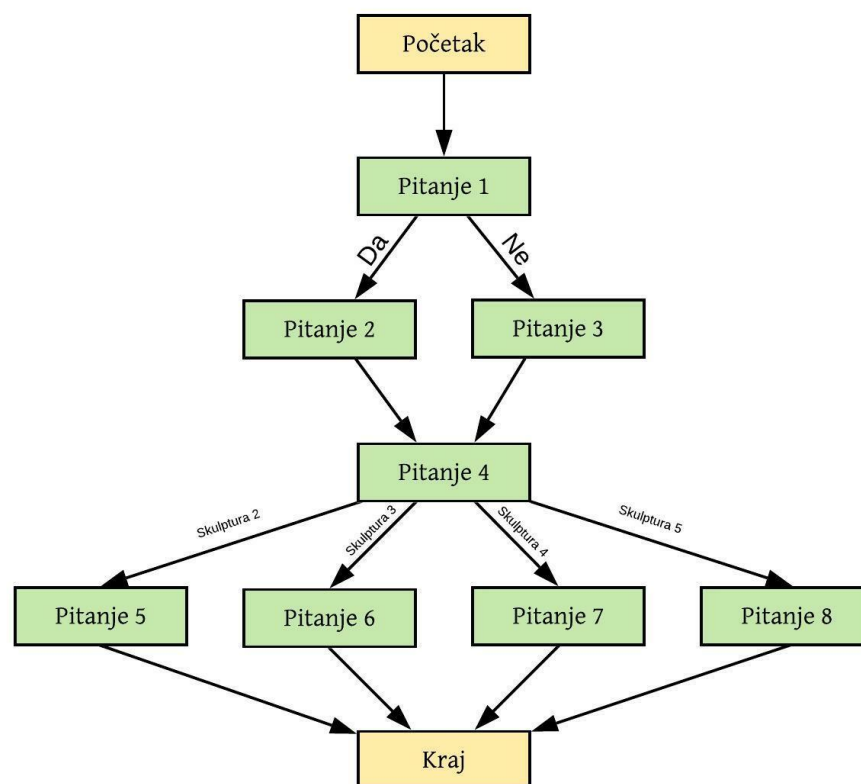 Početak
Pitanje 1
Da
Ne
Pitanje 2
Pitanje 3
Pitanje 4
Skulptura 2
Skulptura 3
Skulptura 4
Skulptura 5
Pitanje 5
Pitanje 6
Pitanje 7
Pitanje 8
Kraj